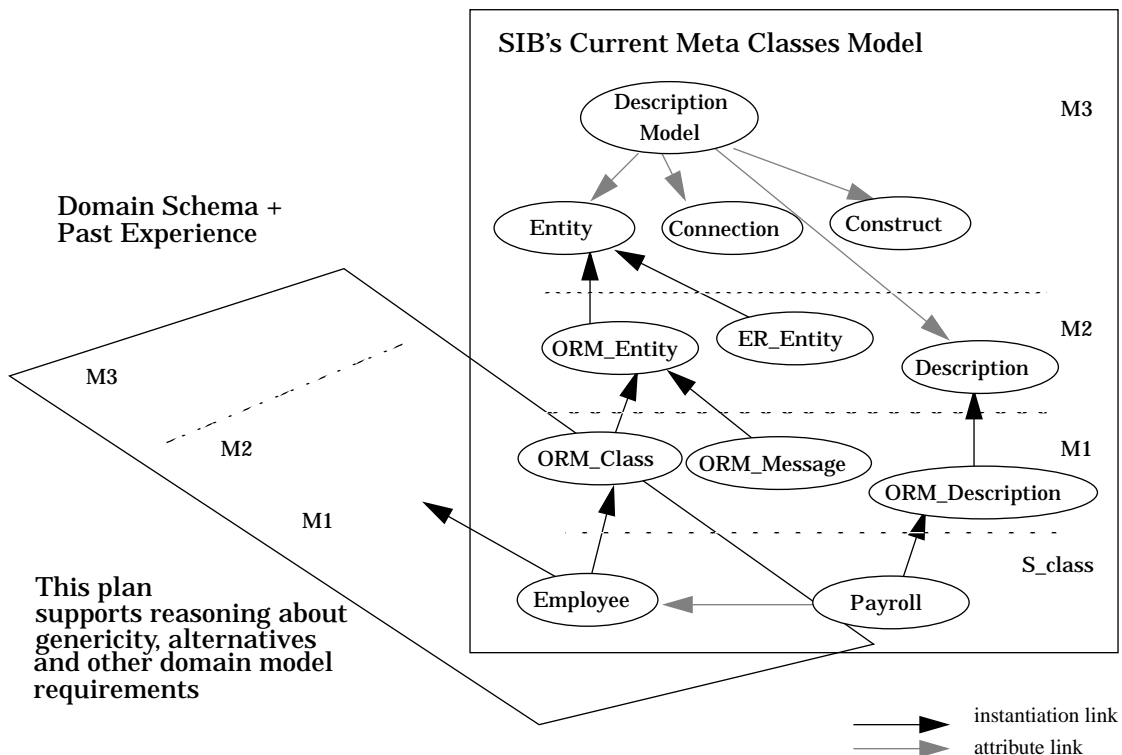 SIB's Current Meta Classes Model
Description
Model
M3
Domain Schema +
Past Experience
Entity
Connection
Construct
M2
ORM_Entity
ER_Entity
Description
M3
M2
M1
ORM_Class
ORM_Message
M1
ORM_Description
S_class
This plan
supports reasoning about
genericity, alternatives
and other domain model
requirements
Employee
Payroll
instantiation link
attribute link